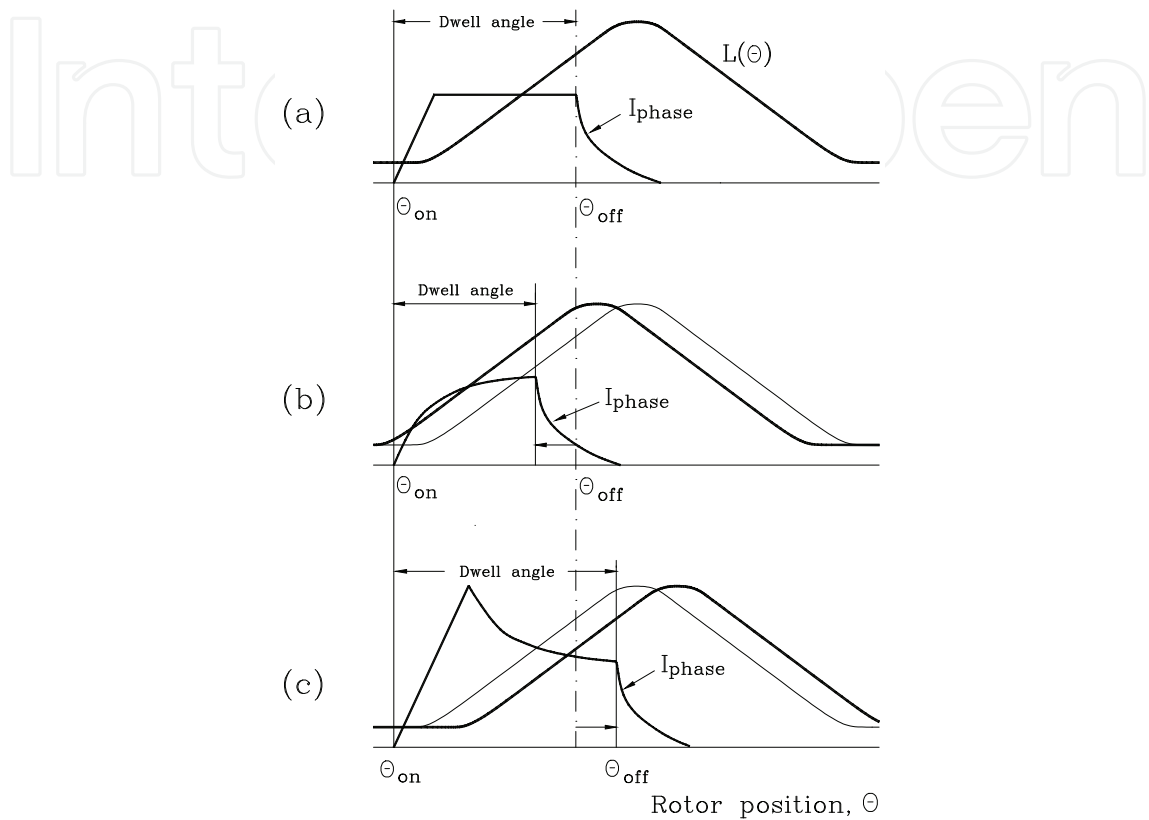 Dwell angle
L(Θ)
(a)
Iphase
Θon
Θoff
Dwell angle
(b)
Iphase
Θon
Θoff
Dwell angle
(c)
Iphase
Θon
Θoff
Rotor position, Θ